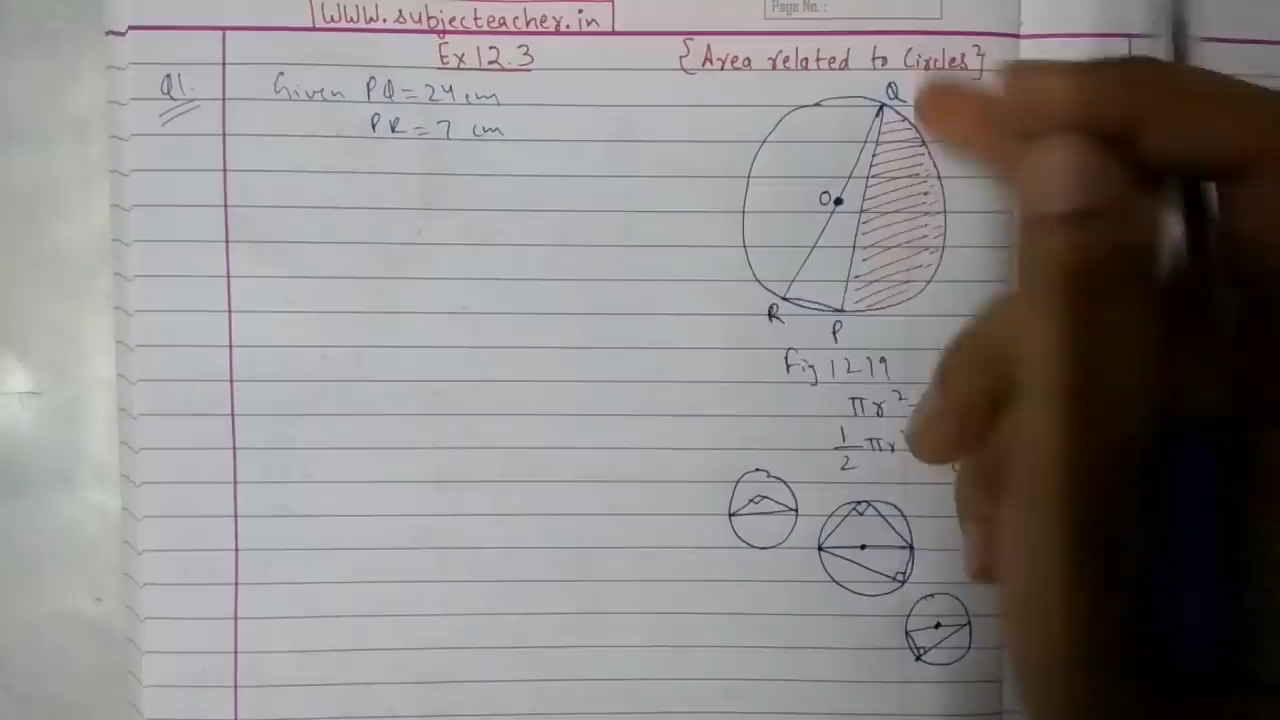 WWW.subjecteacher.in
Page No. :
Ex 12.3
{Area related to Circles}
Q1.
Given PQ = 24 cm
PR = 7 cm
Q
O
R
P
Fig 12.19
πr² -
1/2 πr